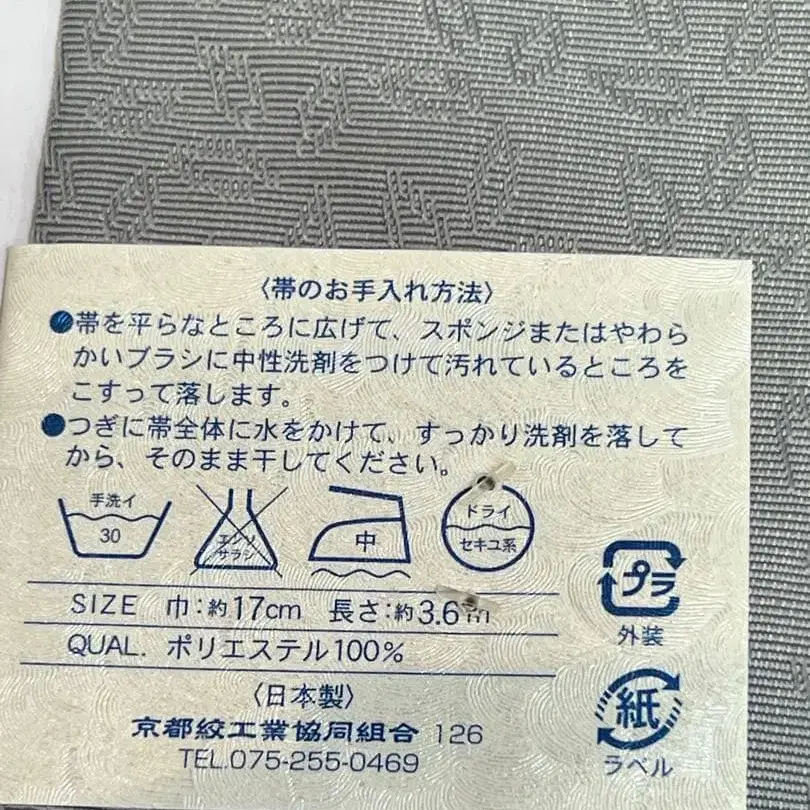 〈帯のお手入れ方法〉
●帯を平らなところに広げて、スポンジまたはやわら
かいブラシに中性洗剤をつけて汚れているところを
こすって落します。
●つぎに帯全体に水をかけて、すっかり洗剤を落して
から、そのまま干してください。
手洗イ
30
エンソ
サラシ
中
ドライ
セキユ系
SIZE 巾:約17cm 長さ:約3.6m
QUAL. ポリエステル100%
〈日本製〉
京都絞工業協同組合 126
TEL.075-255-0469
プラ
外装
紙
ラベル